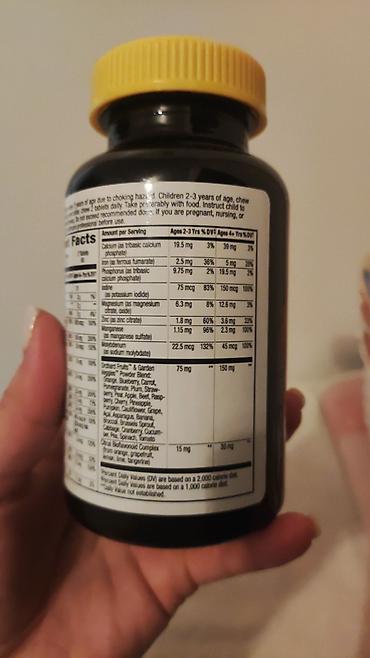 years of age due to choking hazard. Children 2-3 years of age, chew
chew 2 tablets daily. Take preferably with food. Instruct child to
Do not exceed recommended dose. If you are pregnant, nursing, or
professional before use.
Facts
Amount per Serving Ages 2-3 Yrs %DV‡ Ages 4+ Yrs %DV†
Calcium (as tribasic calcium 19.5 mg 3% 39 mg 3%
phosphate)
Iron (as ferrous fumarate) 2.5 mg 36% 5 mg
Phosphorus (as tribasic 9.75 mg 2% 19.5 mg 2%
calcium phosphate)
Iodine 75 mcg 83% 150 mcg 100%
(as potassium iodide)
Magnesium (as magnesium 6.3 mg 8% 12.6 mg 3%
citrate, oxide)
Zinc (as zinc citrate) 1.8 mg 60% 3.6 mg 33%
Manganese 1.15 mg 96% 2.3 mg 100%
(as manganese sulfate)
Molybdenum 22.5 mcg 132% 45 mcg 100%
(as sodium molybdate)
Orchard Fruits™ & Garden 75 mg ** 150 mg **
Veggies™ Powder Blend:
Orange, Blueberry, Carrot,
Pomegranate, Plum, Straw-
berry, Pear, Apple, Beet, Rasp-
berry, Cherry, Pineapple,
Pumpkin, Cauliflower, Grape,
Açaí, Asparagus, Banana,
Broccoli, Brussels Sprout,
Cabbage, Cranberry, Cucum-
ber, Pea, Spinach, Tomato
Citrus Bioflavonoid Complex 15 mg ** 30 mg **
(from orange, grapefruit,
lemon, lime, tangerine)
†Percent Daily Values (DV) are based on a 2,000 calorie diet.
‡Percent Daily Values are based on a 1,000 calorie diet.
**Daily Value not established.